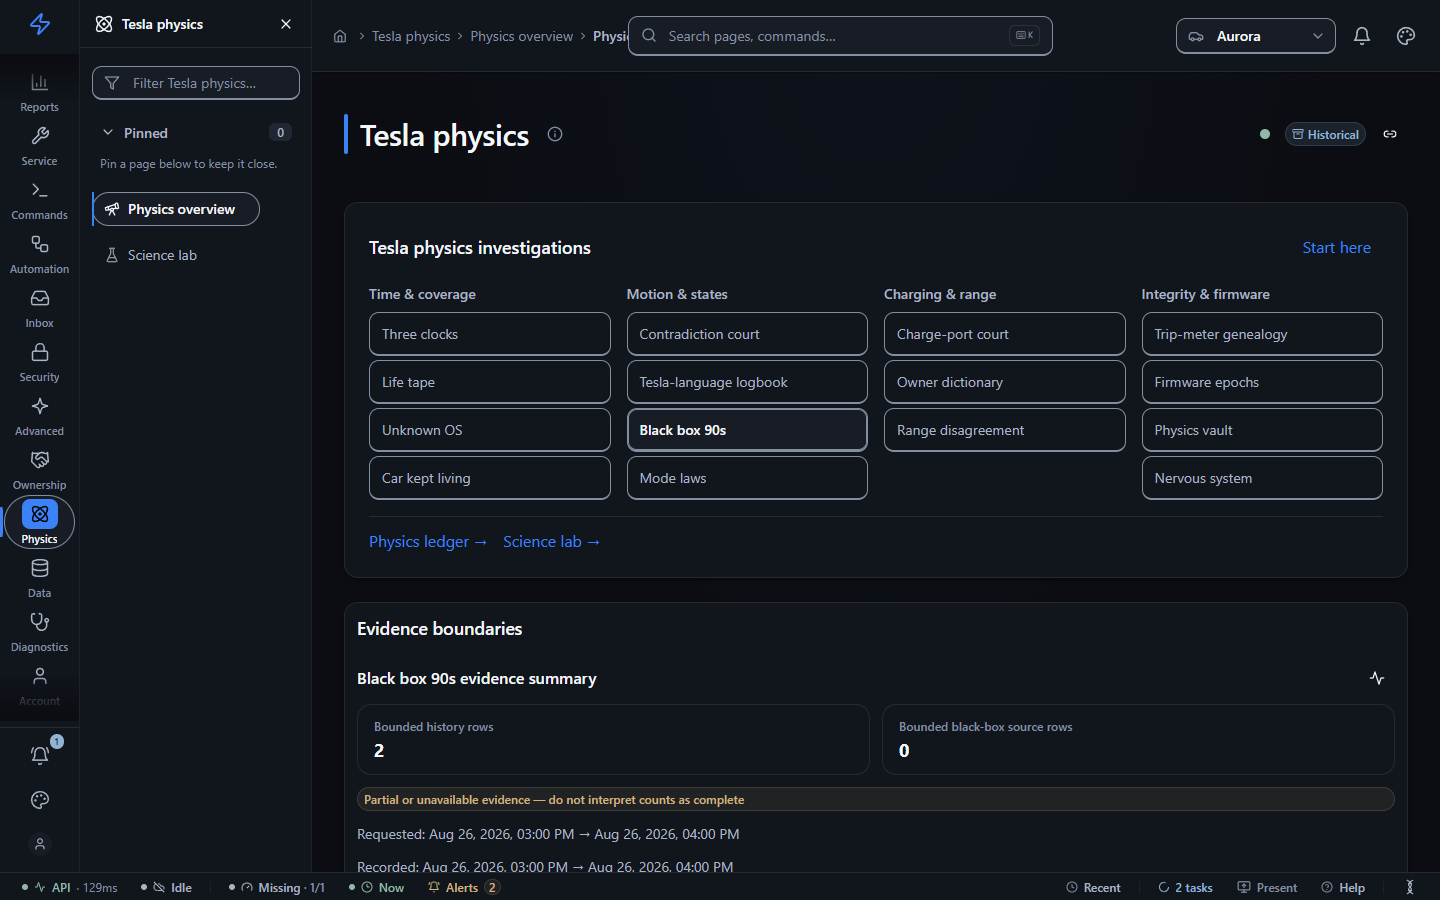 Tesla physics
Tesla physics
Physics overview
Search pages, commands...
K
Aurora
Reports
Service
Commands
Automation
Inbox
Security
Advanced
Ownership
Physics
Data
Diagnostics
Account
1
Filter Tesla physics...
Pinned
0
Pin a page below to keep it close.
Physics overview
Science lab
Tesla physics
Historical
Tesla physics investigations
Start here
Time & coverage
Three clocks
Life tape
Unknown OS
Car kept living
Motion & states
Contradiction court
Tesla-language logbook
Black box 90s
Mode laws
Charging & range
Charge-port court
Owner dictionary
Range disagreement
Integrity & firmware
Trip-meter genealogy
Firmware epochs
Physics vault
Nervous system
Physics ledger →
Science lab →
Evidence boundaries
Black box 90s evidence summary
Bounded history rows
2
Bounded black-box source rows
0
Partial or unavailable evidence — do not interpret counts as complete
Requested: Aug 26, 2026, 03:00 PM → Aug 26, 2026, 04:00 PM
Recorded: Aug 26, 2026, 03:00 PM → Aug 26, 2026, 04:00 PM
API · 129ms
Idle
Missing · 1/1
Now
Alerts 2
Recent
2 tasks
Present
Help